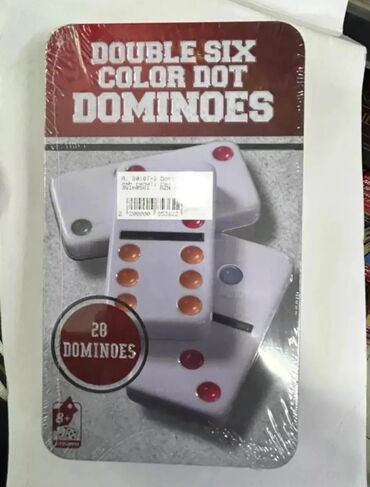 DOUBLE SIX
COLOR DOT
DOMINOES
28
DOMINOES
8+